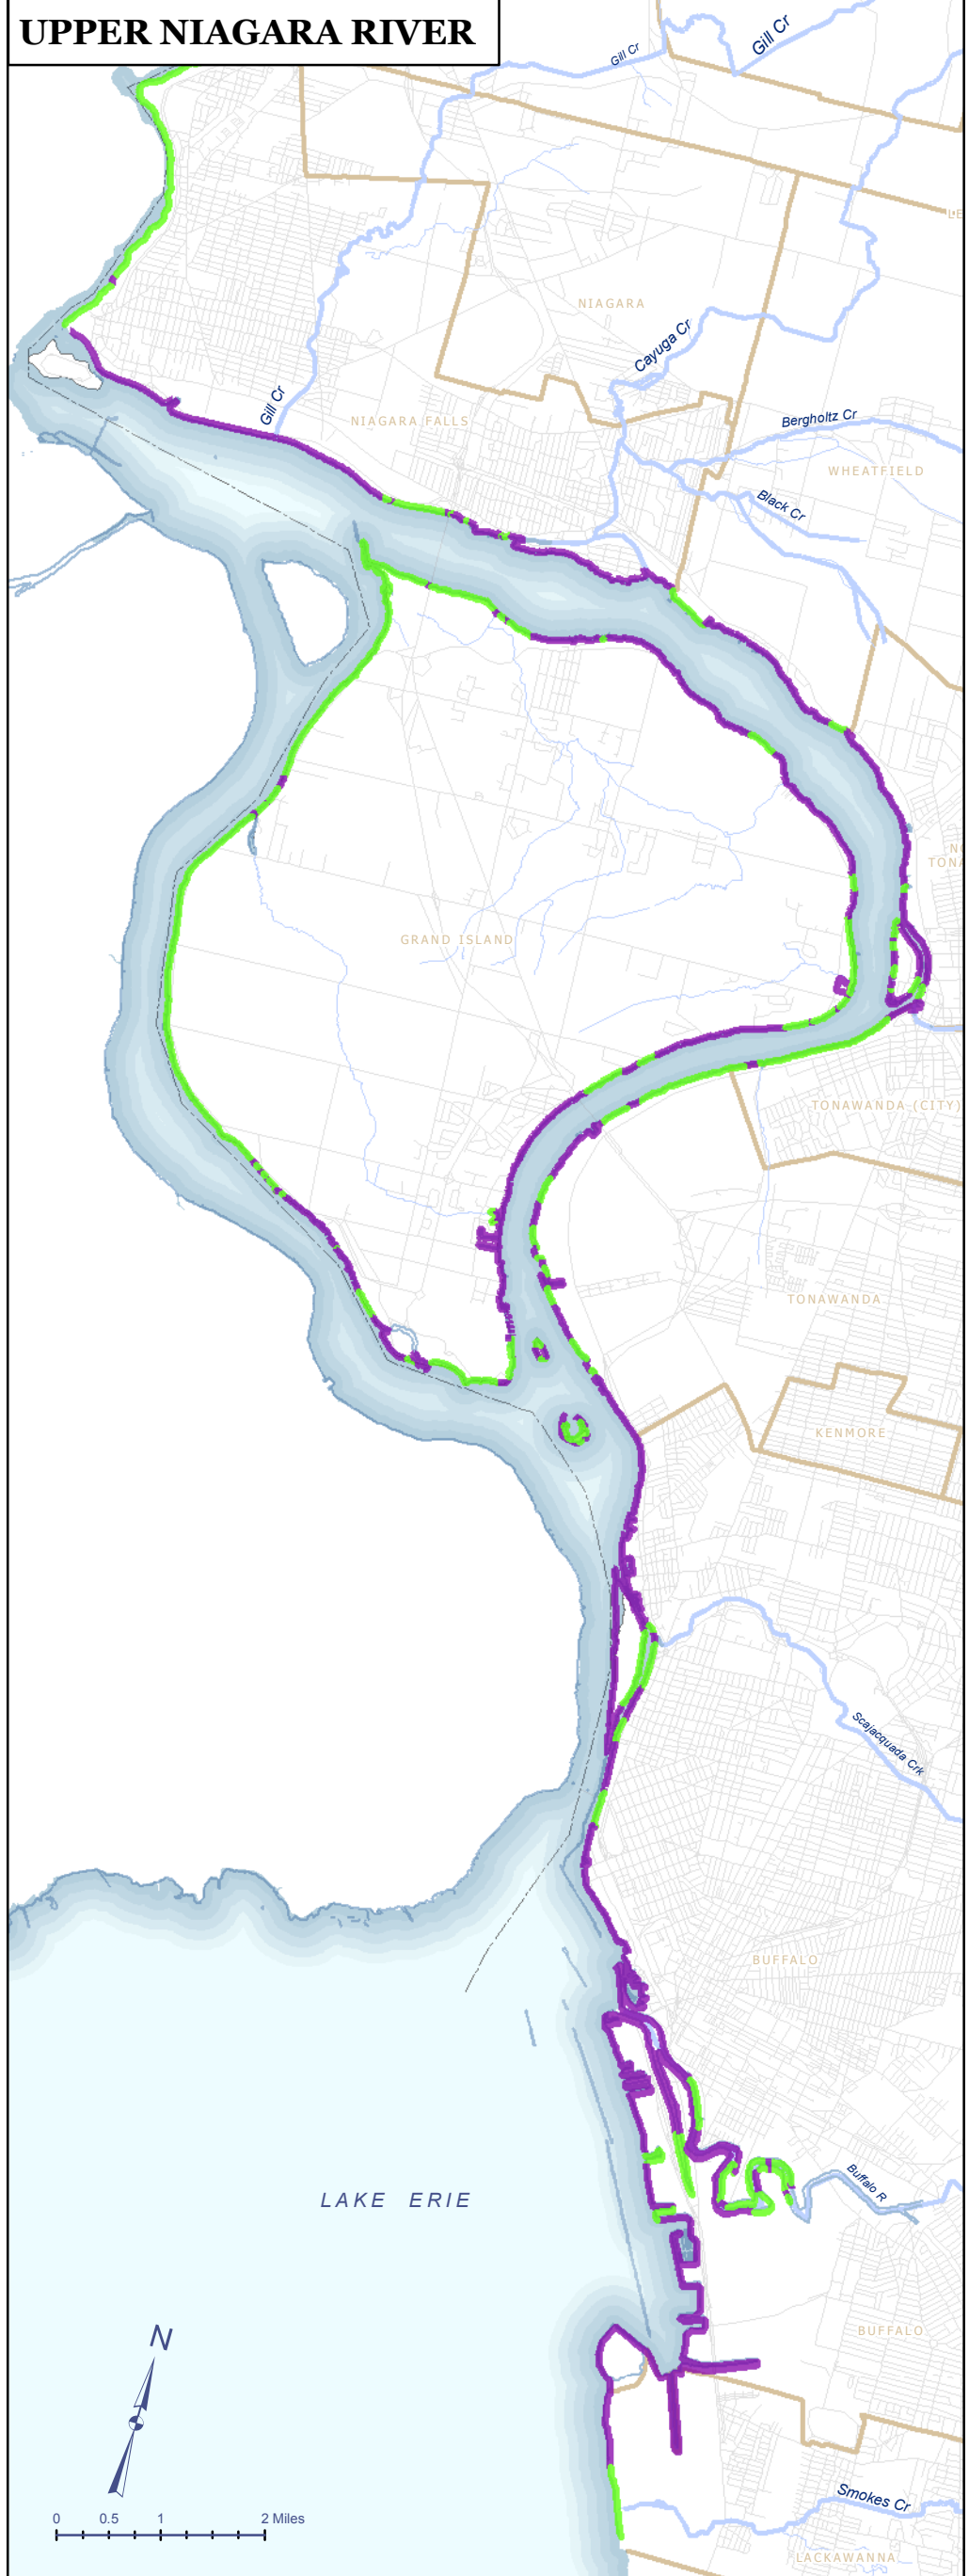 UPPER NIAGARA RIVER
Gill Cr
Gill Cr
NIAGARA
Cayuga Cr
Gill Cr
NIAGARA FALLS
Bergholtz Cr
WHEATFIELD
Black Cr
GRAND ISLAND
TONAWANDA (CITY)
TONAWANDA
KENMORE
Scajacquada Crk
BUFFALO
Buffalo R
LAKE ERIE
N
BUFFALO
Smokes Cr
0 0.5 1 2 Miles
LACKAWANNA